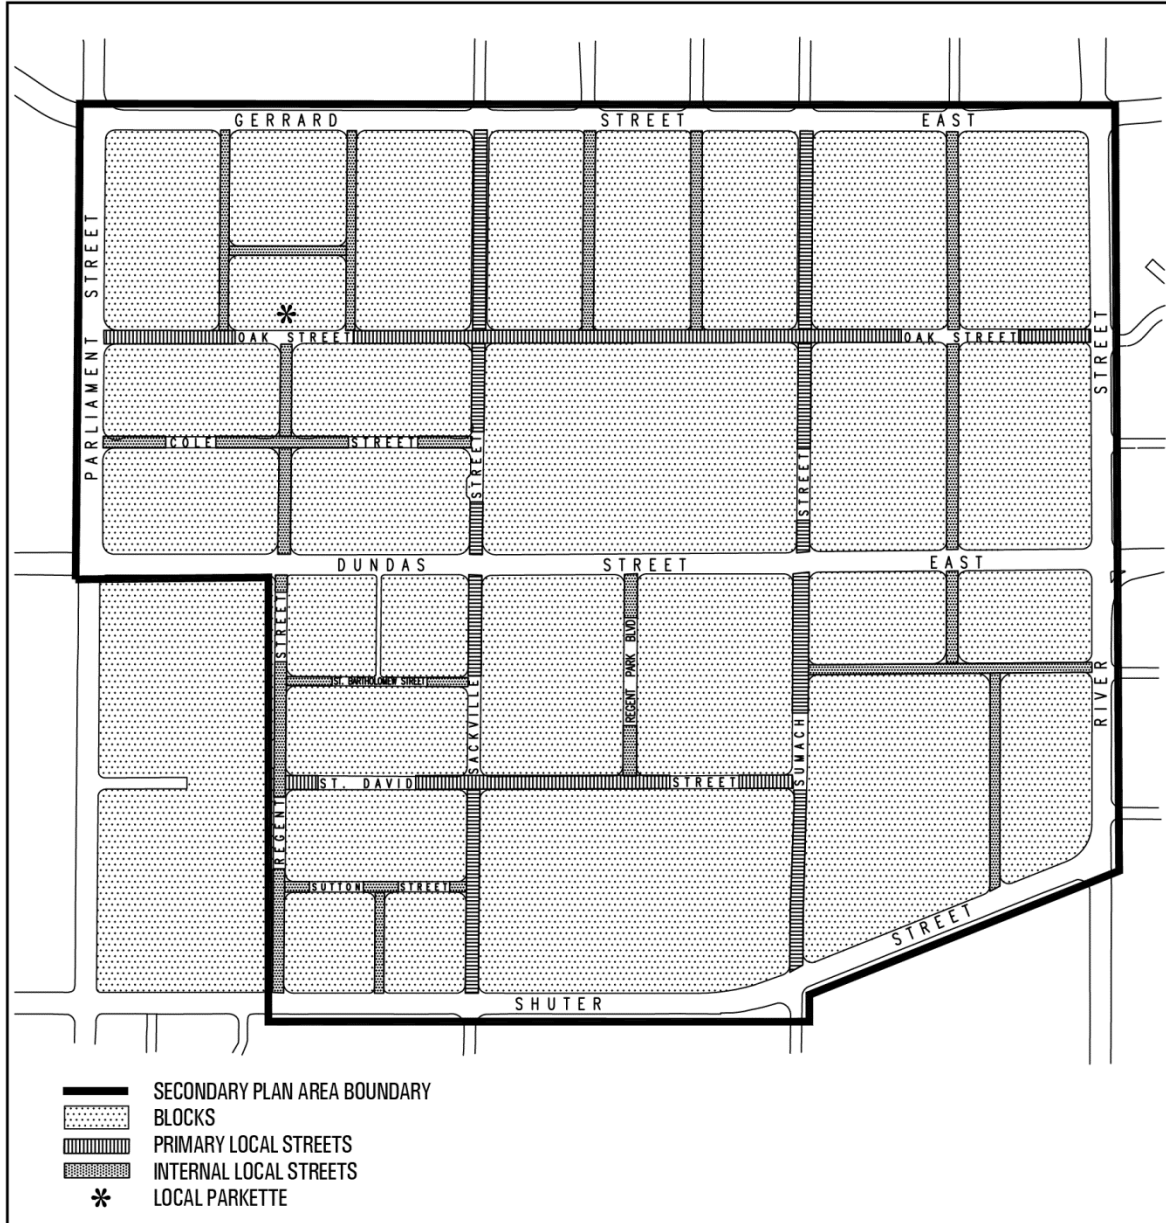 GERRARD STREET EAST
PARLIAMENT STREET
OAK STREET
OAK STREET
STREET
COLE STREET
STREET
STREET
DUNDAS STREET EAST
STREET
REGENT PARK BLVD
ST. BARTHOLOMEW STREET
RIVER
SACKVILLE
SUMACH
ST. DAVID STREET
REGENT
SUTTON STREET
STREET
SHUTER
SECONDARY PLAN AREA BOUNDARY
BLOCKS
PRIMARY LOCAL STREETS
INTERNAL LOCAL STREETS
LOCAL PARKETTE